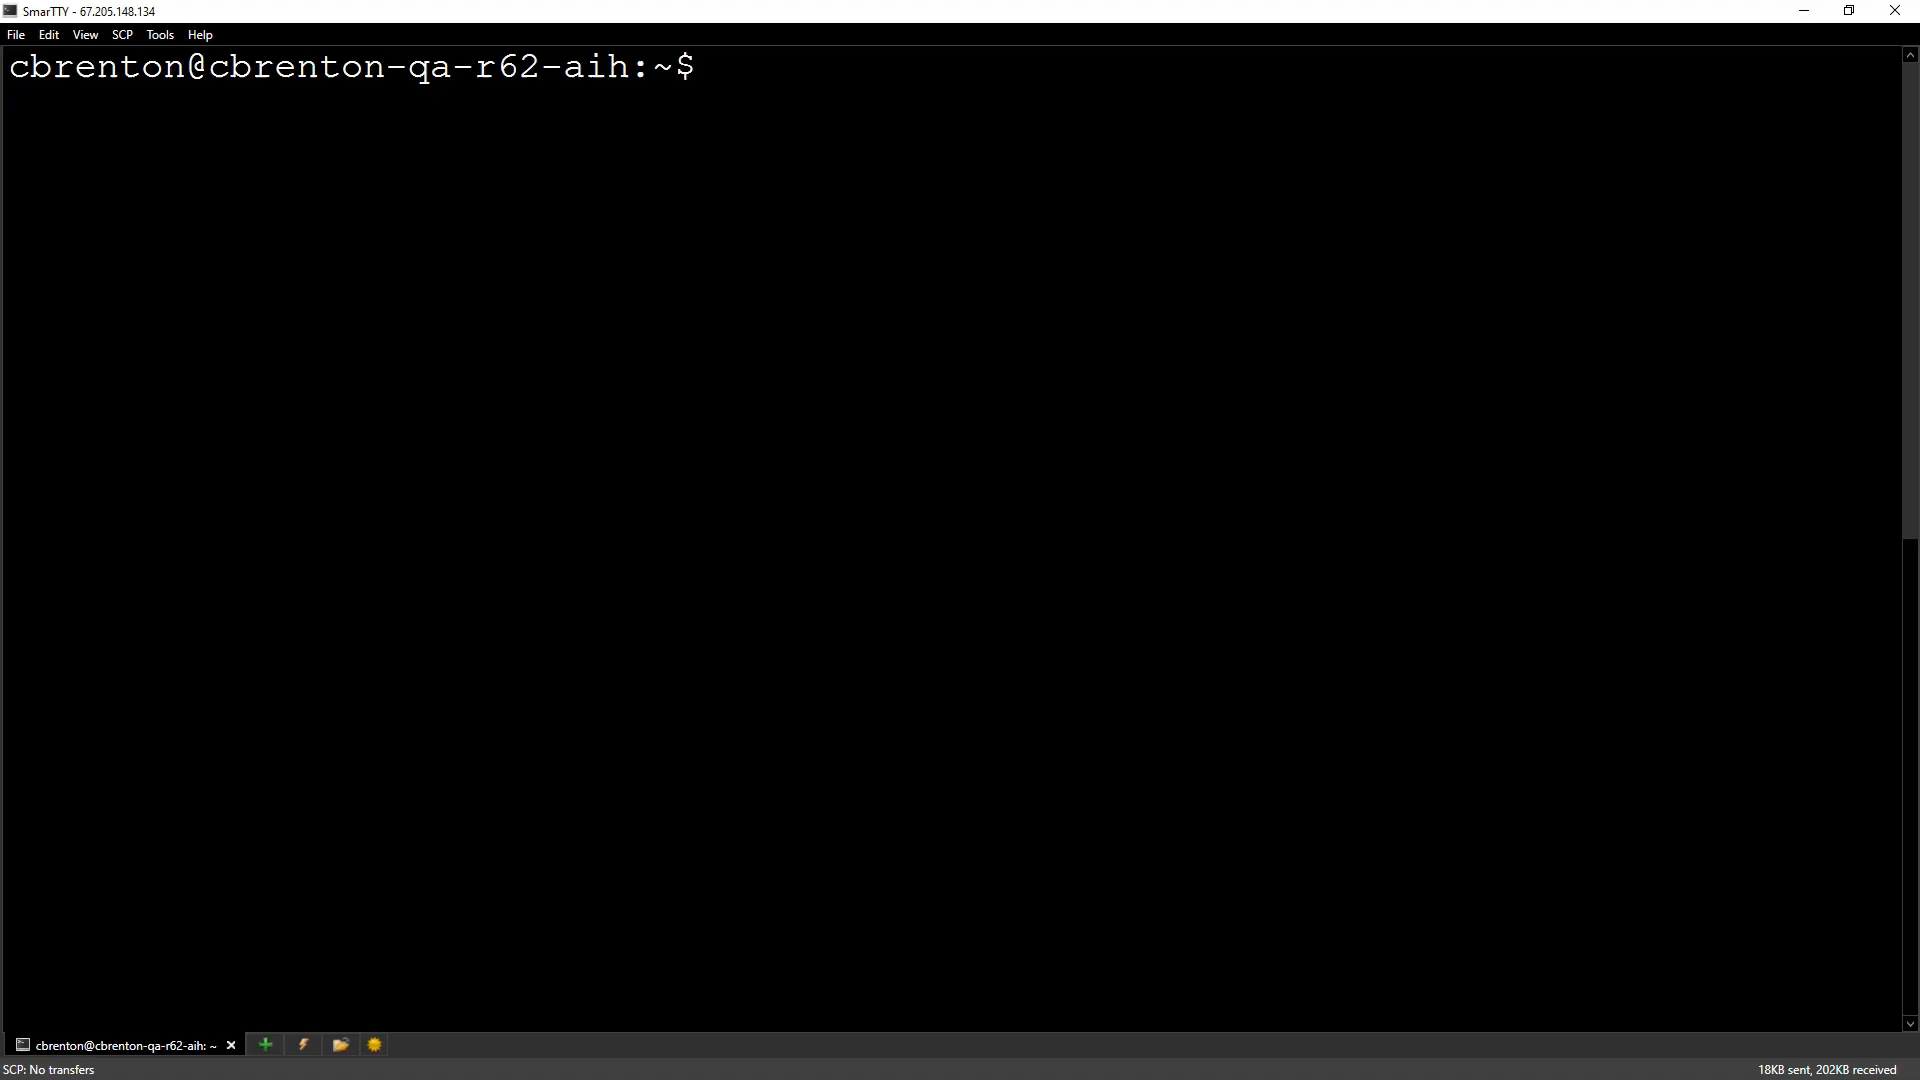 SmarTTY - 67.205.148.134
File Edit View SCP Tools Help
cbrenton@cbrenton-qa-r62-aih:~$
cbrenton@cbrenton-qa-r62-aih: ~
SCP: No transfers
18KB sent, 202KB received